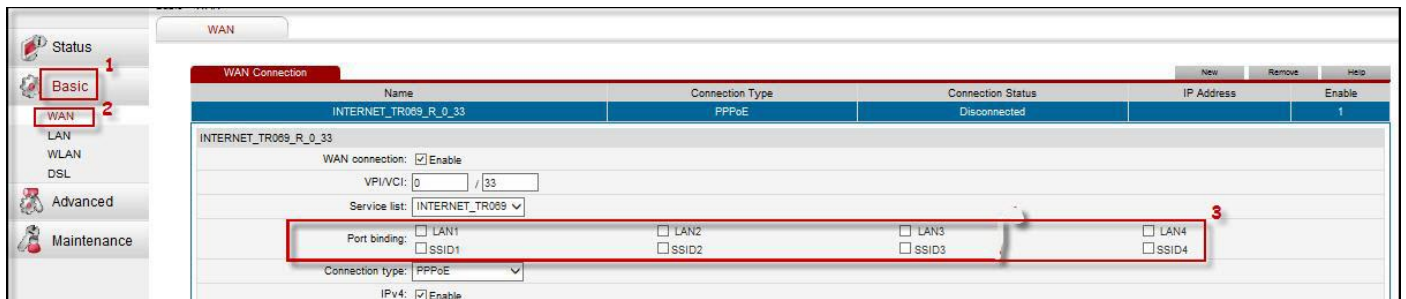 WAN
Status
1
Basic
WAN 2
LAN
WLAN
DSL
Advanced
Maintenance
WAN Connection New Remove Help
Name Connection Type Connection Status IP Address Enable
INTERNET_TR069_R_0_33 PPPoE Disconnected 1
INTERNET_TR069_R_0_33
WAN connection: Enable
VPI/VCI: 0 / 33
Service list: INTERNET_TR069
3
Port binding: LAN1 LAN2 LAN3 LAN4
SSID1 SSID2 SSID3 SSID4
Connection type: PPPoE
IPv4: Enable